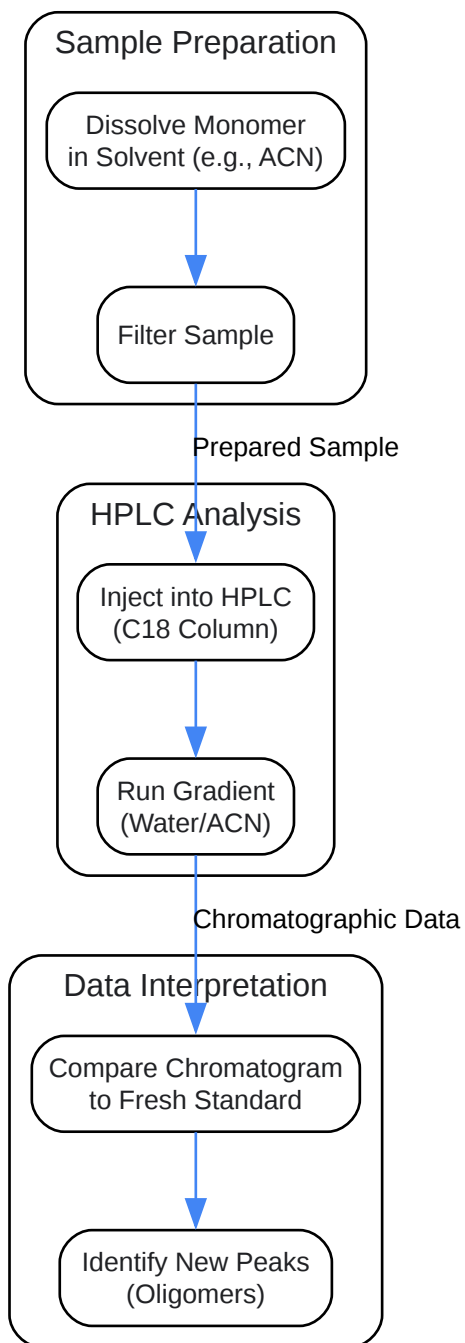 Sample Preparation
Dissolve Monomer
in Solvent (e.g., ACN)
Filter Sample
Prepared Sample
HPLC Analysis
Inject into HPLC
(C18 Column)
Run Gradient
(Water/ACN)
Chromatographic Data
Data Interpretation
Compare Chromatogram
to Fresh Standard
Identify New Peaks
(Oligomers)